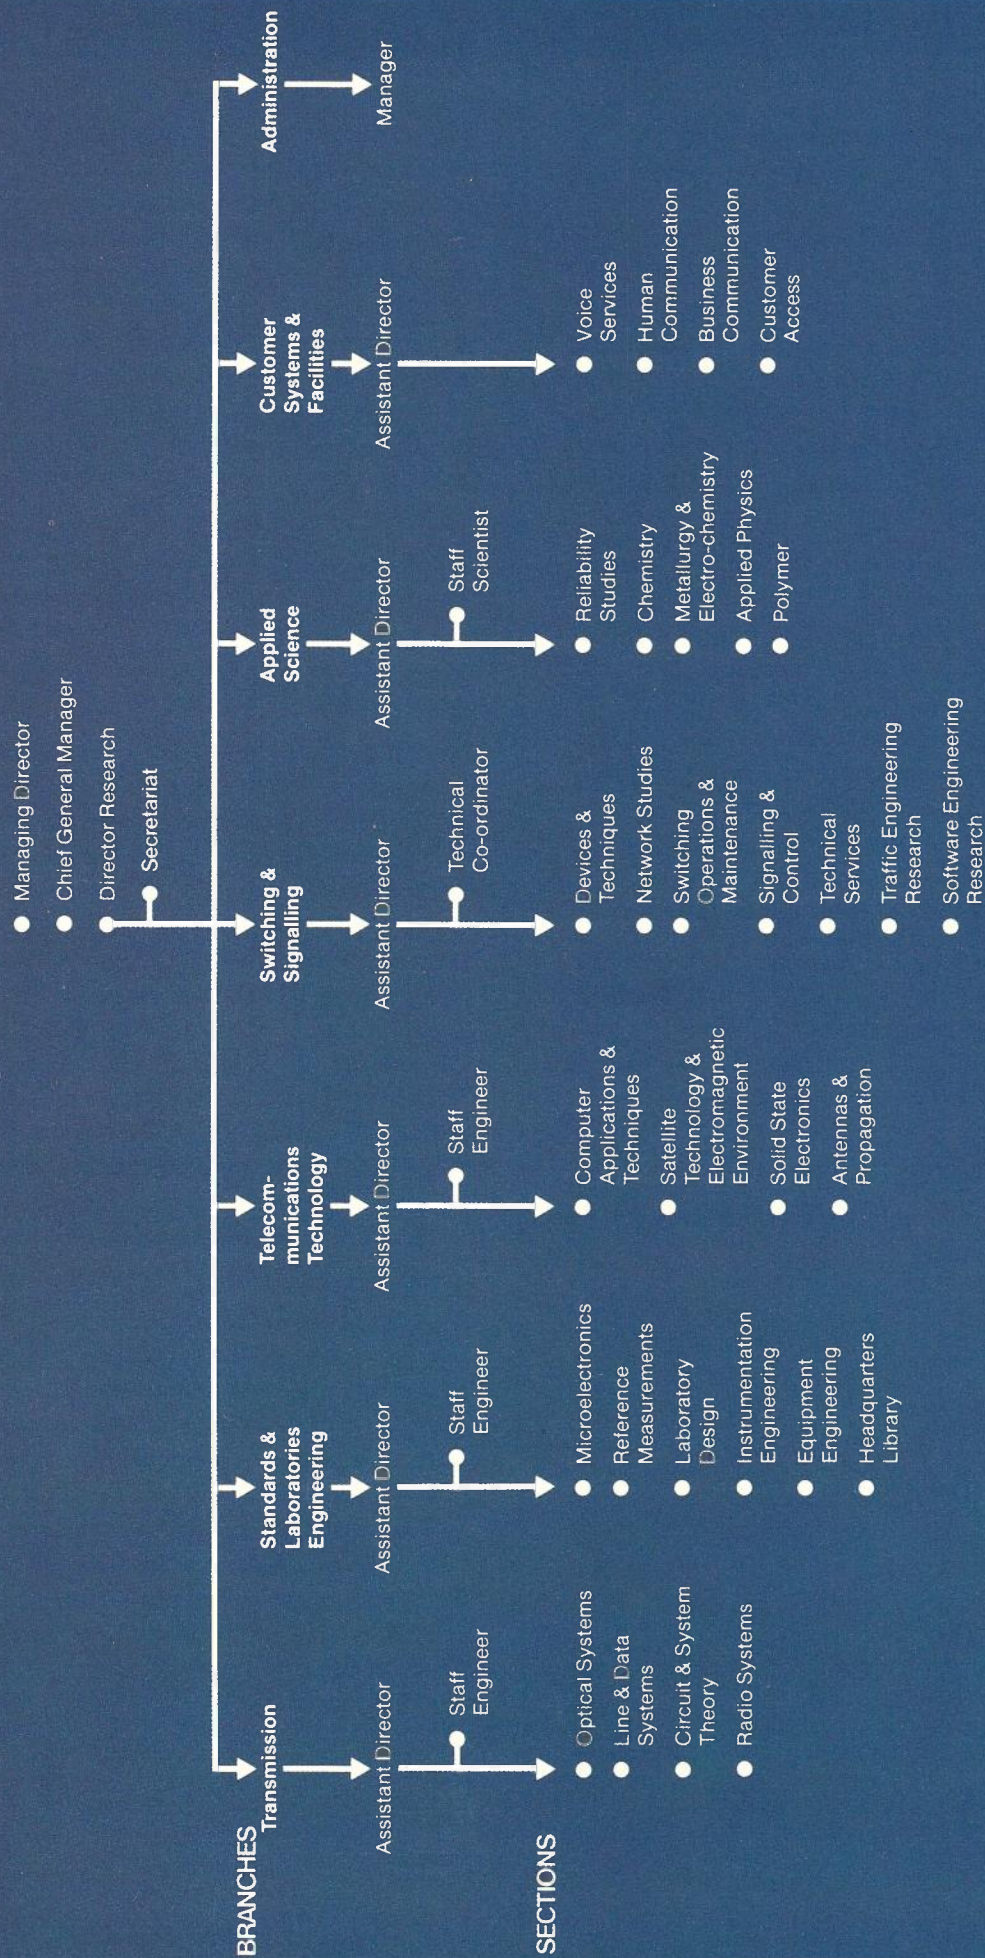 Managing Director
Chief General Manager
Director Research
Secretariat
BRANCHES
Transmission
Assistant Director
Staff
Engineer
Standards &
Laboratories
Engineering
Assistant Director
Staff
Engineer
Telecom-
munications
Technology
Assistant Director
Staff
Engineer
Switching &
Signalling
Assistant Director
Technical
Co-ordinator
Applied
Science
Assistant Director
Staff
Scientist
Customer
Systems &
Facilities
Assistant Director
Administration
Manager
SECTIONS
Optical Systems
Line & Data
Systems
Circuit & System
Theory
Radio Systems
Microelectronics
Reference
Measurements
Laboratory
Design
Instrumentation
Engineering
Equipment
Engineering
Headquarters
Library
Computer
Applications &
Techniques
Satellite
Technology &
Electromagnetic
Environment
Solid State
Electronics
Antennas &
Propagation
Devices &
Techniques
Network Studies
Switching
Operations &
Maintenance
Signalling &
Control
Technical
Services
Traffic Engineering
Research
Software Engineering
Research
Reliability
Studies
Chemistry
Metallurgy &
Electro-chemistry
Applied Physics
Polymer
Voice
Services
Human
Communication
Business
Communication
Customer
Access